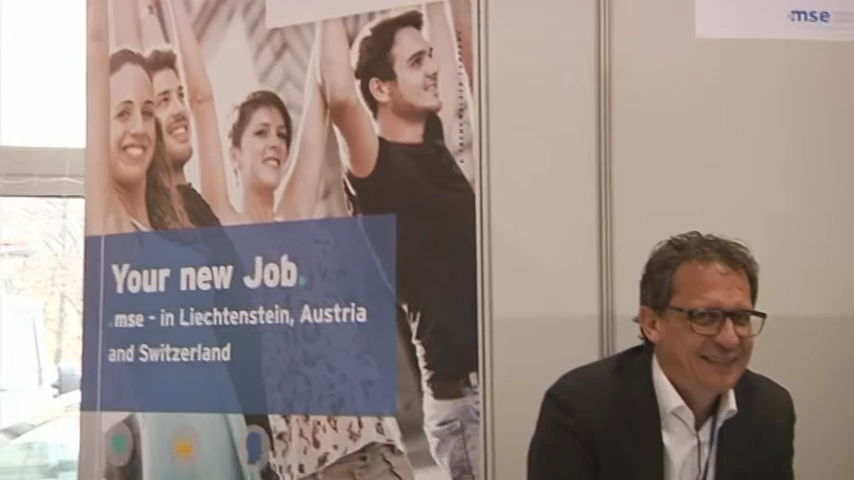 .mse
Your new Job.
.mse - in Liechtenstein, Austria
and Switzerland